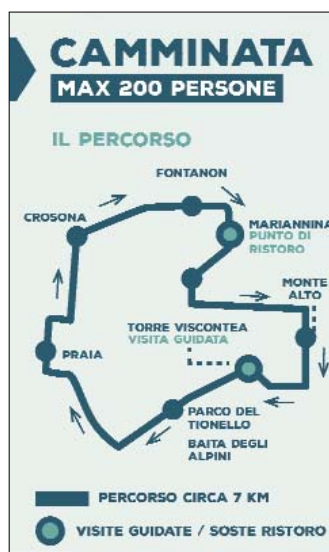 CAMMINATA
MAX 200 PERSONE
IL PERCORSO
FONTANON
CROSONA
MARIANNINA
PUNTO DI
RISTORO
MONTE
ALTO
TORRE VISCONTEA
VISITA GUIDATA
PRAIA
PARCO DEL
TIONELLO
BAITA DEGLI
ALPINI
PERCORSO CIRCA 7 KM
VISITE GUIDATE / SOSTE RISTORO